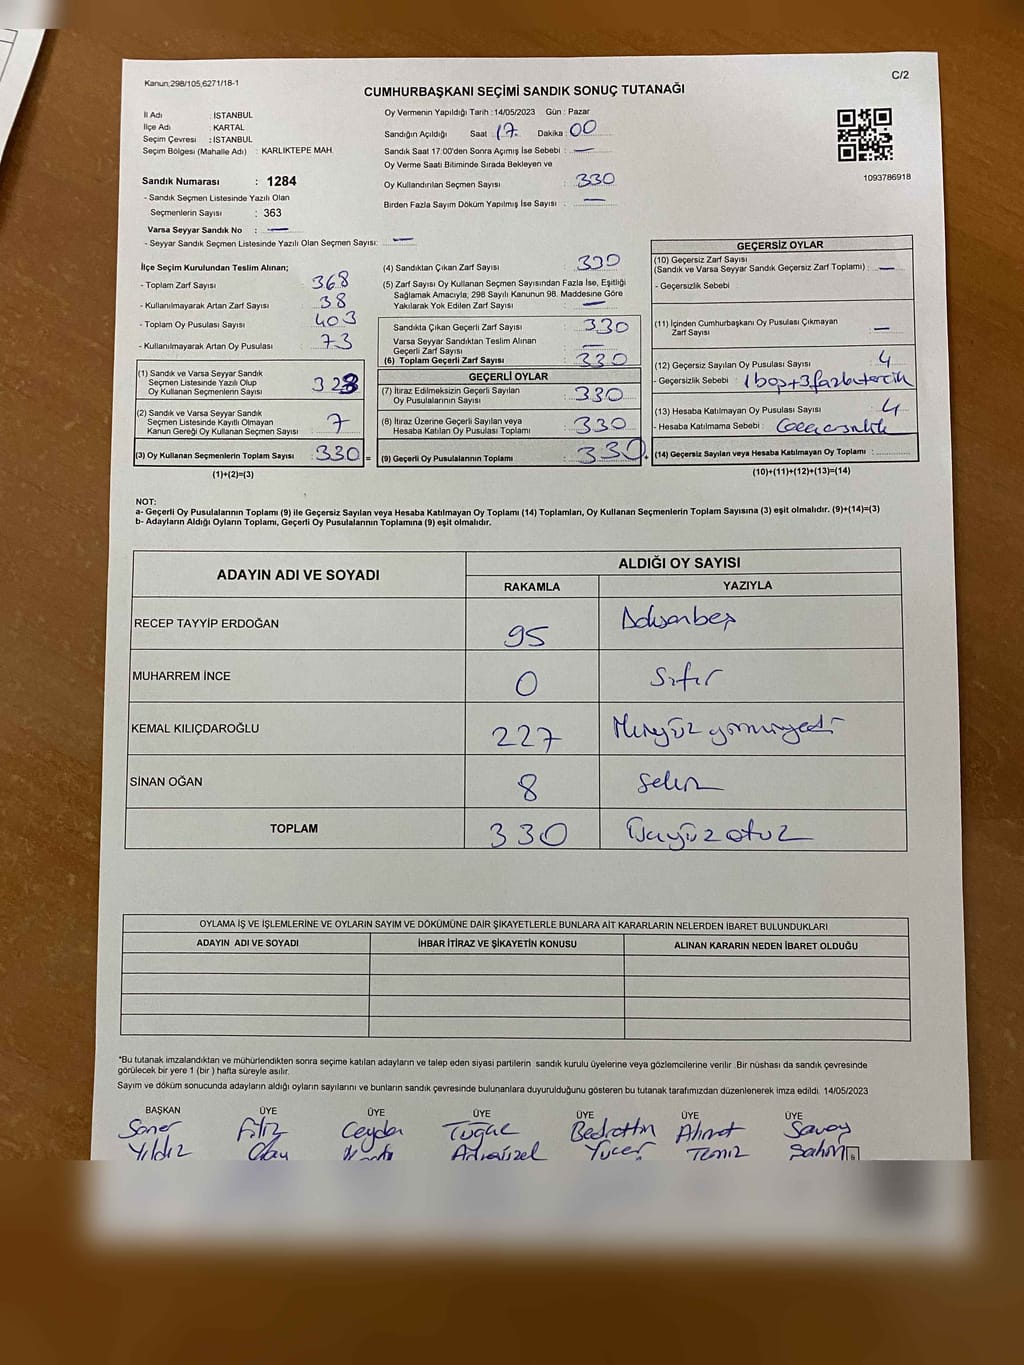 Kanun;298/105,6271/18-1
C/2
CUMHURBAŞKANI SEÇİMİ SANDIK SONUÇ TUTANAĞI
İl Adı : İSTANBUL
İlçe Adı : KARTAL
Seçim Çevresi : İSTANBUL
Seçim Bölgesi (Mahalle Adı) : KARLIKTEPE MAH.
Oy Vermenin Yapıldığı Tarih :14/05/2023 Gün : Pazar
Sandığın Açıldığı Saat 17 Dakika : 00
Sandık Saat 17:00'den Sonra Açımış İse Sebebi : —
Oy Verme Saati Bitiminde Sırada Bekleyen ve
Oy Kullandırılan Seçmen Sayısı : 330
Birden Fazla Sayım Döküm Yapılmış İse Sayısı : —
1093786918
Sandık Numarası : 1284
- Sandık Seçmen Listesinde Yazılı Olan
Seçmenlerin Sayısı : 363
Varsa Seyyar Sandık No : —
- Seyyar Sandık Seçmen Listesinde Yazılı Olan Seçmen Sayısı: —
İlçe Seçim Kurulundan Teslim Alınan;
- Toplam Zarf Sayısı : 368
- Kullanılmayarak Artan Zarf Sayısı : 38
- Toplam Oy Pusulası Sayısı : 403
- Kullanılmayarak Artan Oy Pusulası : 73
(1) Sandık ve Varsa Seyyar Sandık
Seçmen Listesinde Yazılı Olup
Oy Kullanan Seçmenlerin Sayısı : 323
(2) Sandık ve Varsa Seyyar Sandık
Seçmen Listesinde Kayıtlı Olmayan
Kanun Gereği Oy Kullanan Seçmen Sayısı : 7
(3) Oy Kullanan Seçmenlerin Toplam Sayısı : 330 =
(1)+(2)=(3)
(4) Sandıktan Çıkan Zarf Sayısı : 330
(5) Zarf Sayısı Oy Kullanan Seçmen Sayısından Fazla İse, Eşitliği
Sağlamak Amacıyla; 298 Sayılı Kanunun 98. Maddesine Göre
Yakılarak Yok Edilen Zarf Sayısı : —
Sandıkta Çıkan Geçerli Zarf Sayısı : 330
Varsa Seyyar Sandıktan Teslim Alınan
Geçerli Zarf Sayısı : —
(6) Toplam Geçerli Zarf Sayısı : 330
GEÇERLİ OYLAR
(7) İtiraz Edilmeksizin Geçerli Sayılan
Oy Pusulalarının Sayısı : 330
(8) İtiraz Üzerine Geçerli Sayılan veya
Hesaba Katılan Oy Pusulası Toplamı : 330
(9) Geçerli Oy Pusulalarının Toplamı : 330
GEÇERSİZ OYLAR
(10) Geçersiz Zarf Sayısı
(Sandık ve Varsa Seyyar Sandık Geçersiz Zarf Toplamı) : —
- Geçersizlik Sebebi
(11) İçinden Cumhurbaşkanı Oy Pusulası Çıkmayan
Zarf Sayısı : —
(12) Geçersiz Sayılan Oy Pusulası Sayısı : 4
- Geçersizlik Sebebi : 1 boş+3 fazla tercih
(13) Hesaba Katılmayan Oy Pusulası Sayısı : 4
- Hesaba Katılmama Sebebi :
(14) Geçersiz Sayılan veya Hesaba Katılmayan Oy Toplamı :
(10)+(11)+(12)+(13)=(14)
NOT:
a- Geçerli Oy Pusulalarının Toplamı (9) ile Geçersiz Sayılan veya Hesaba Katılmayan Oy Toplamı (14) Toplamları, Oy Kullanan Seçmenlerin Toplam Sayısına (3) eşit olmalıdır. (9)+(14)=(3)
b- Adayların Aldığı Oyların Toplamı, Geçerli Oy Pusulalarının Toplamına (9) eşit olmalıdır.
ADAYIN ADI VE SOYADI
ALDIĞI OY SAYISI
RAKAMLA YAZIYLA
RECEP TAYYİP ERDOĞAN 95 Doksanbeş
MUHARREM İNCE 0 Sıfır
KEMAL KILIÇDAROĞLU 227 İkiyüz yirmiyedi
SİNAN OĞAN 8 Sekiz
TOPLAM 330 Üçyüz otuz
OYLAMA İŞ VE İŞLEMLERİNE VE OYLARIN SAYIM VE DÖKÜMÜNE DAİR ŞİKAYETLERLE BUNLARA AİT KARARLARIN NELERDEN İBARET BULUNDUKLARI
ADAYIN ADI VE SOYADI İHBAR İTİRAZ VE ŞİKAYETİN KONUSU ALINAN KARARIN NEDEN İBARET OLDUĞU
*Bu tutanak imzalandıktan ve mühürlendikten sonra seçime katılan adayların ve talep eden siyasi partilerin sandık kurulu üyelerine veya gözlemcilerine verilir .Bir nüshası da sandık çevresinde
görülecek bir yere 1 (bir ) hafta süreyle asılır.
Sayım ve döküm sonucunda adayların aldığı oyların sayılarını ve bunların sandık çevresinde bulunanlara duyurulduğunu gösteren bu tutanak tarafımızdan düzenlenerek imza edildi. 14/05/2023
BAŞKAN ÜYE ÜYE ÜYE ÜYE ÜYE ÜYE
Soner Filiz Ceyda Tuğçe Bedrettin Ahmet Savaş
Yıldız Okay Adıgüzel Yücer Temiz Şahin